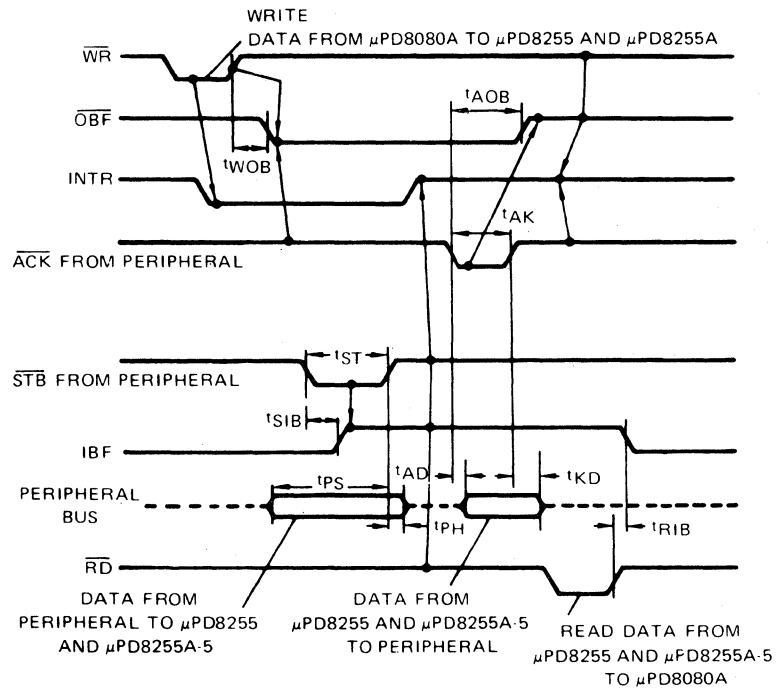 WRITE
DATA FROM μPD8080A TO μPD8255 AND μPD8255A
WR
tAOB
OBF
tWOB
INTR
tAK
ACK FROM PERIPHERAL
tST
STB FROM PERIPHERAL
tSIB
IBF
tPS
tAD
tKD
PERIPHERAL
BUS
tPH
tRIB
RD
DATA FROM
PERIPHERAL TO μPD8255
AND μPD8255A-5
DATA FROM
μPD8255 AND μPD8255A-5
TO PERIPHERAL
READ DATA FROM
μPD8255 AND μPD8255A-5
TO μPD8080A